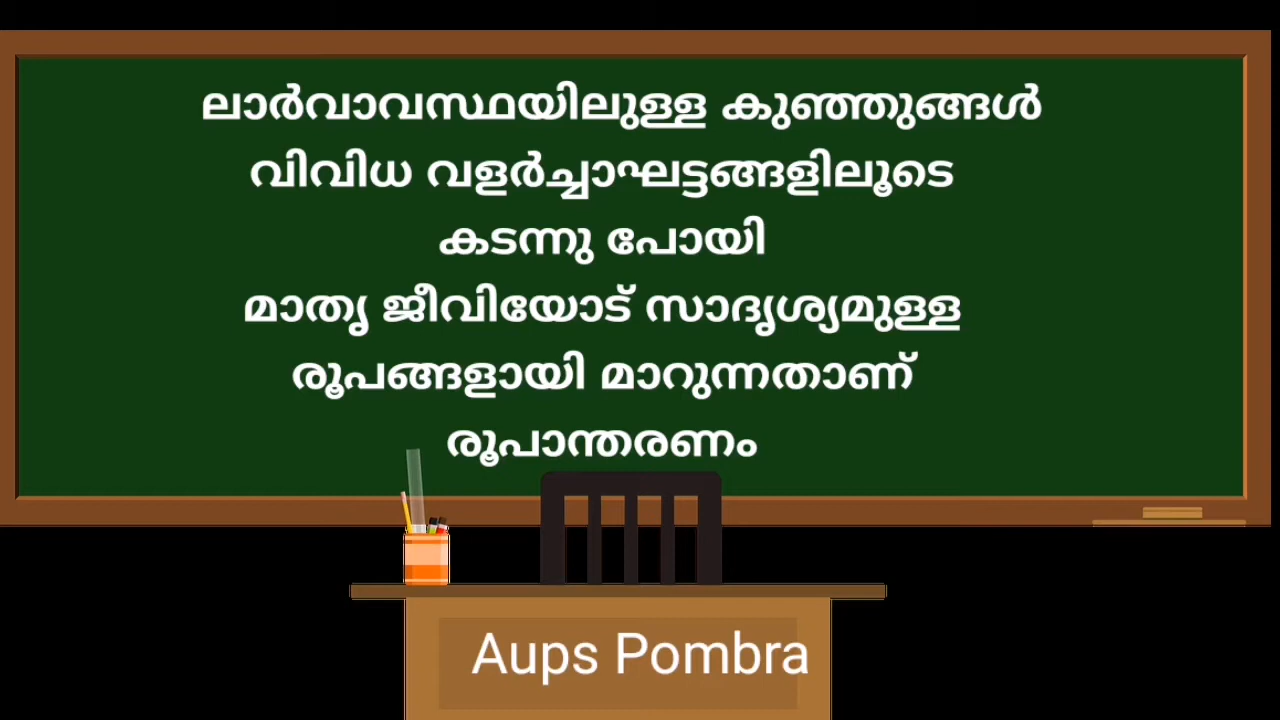 ലാർവാവസ്ഥയിലുള്ള കുഞ്ഞുങ്ങൾ
വിവിധ വളർച്ചാഘട്ടങ്ങളിലൂടെ
കടന്നു പോയി
മാതൃ ജീവിയോട് സാദൃശ്യമുള്ള
രൂപങ്ങളായി മാറുന്നതാണ്
രൂപാന്തരണം
Aups Pombra